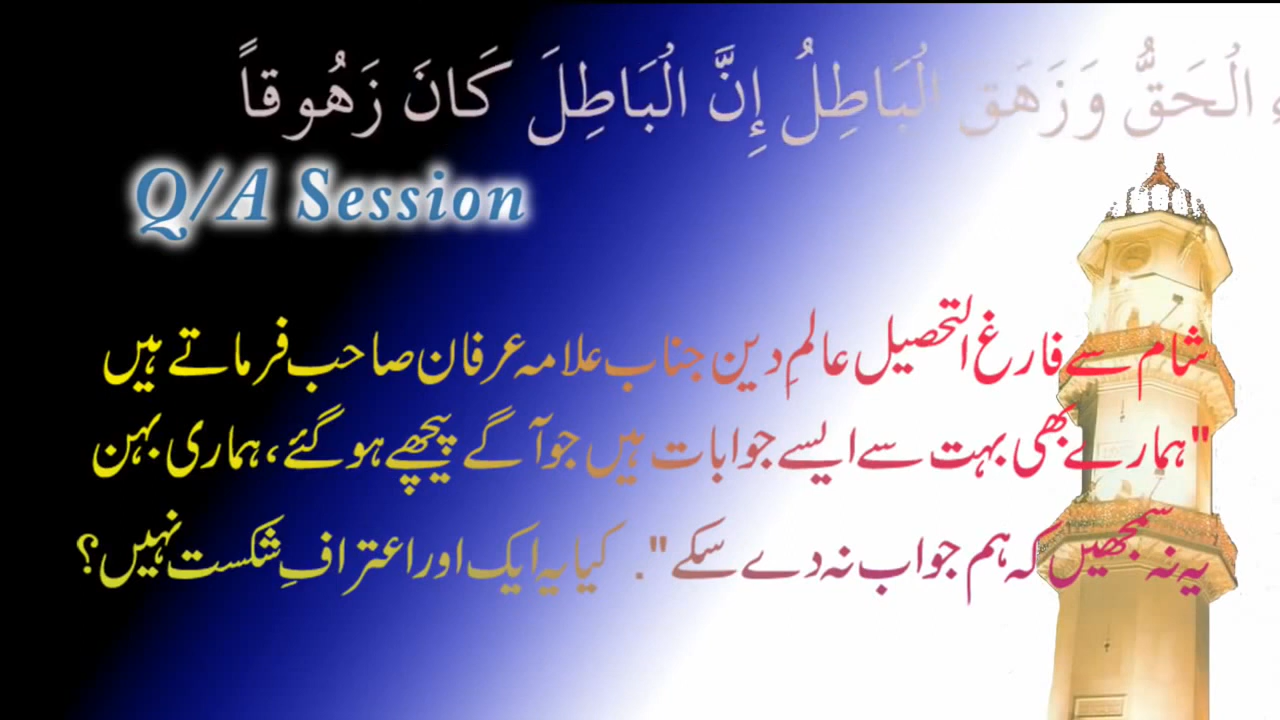 ءِ الْحَقُّ وَزَهَقَ الْبَاطِلُ إِنَّ الْبَاطِلَ كَانَ زَهُوقاً
Q/A Session
شام سے فارغ التحصیل عالمِ دین جناب علامہ عرفان صاحب فرماتے ہیں
"ہمارے بھی بہت سے ایسے جوابات ہیں جو آگے پیچھے ہو گئے، ہماری بہن
یہ نہ سمجھیں کہ ہم جواب نہ دے سکے". کیا یہ ایک اور اعترافِ شکست نہیں؟